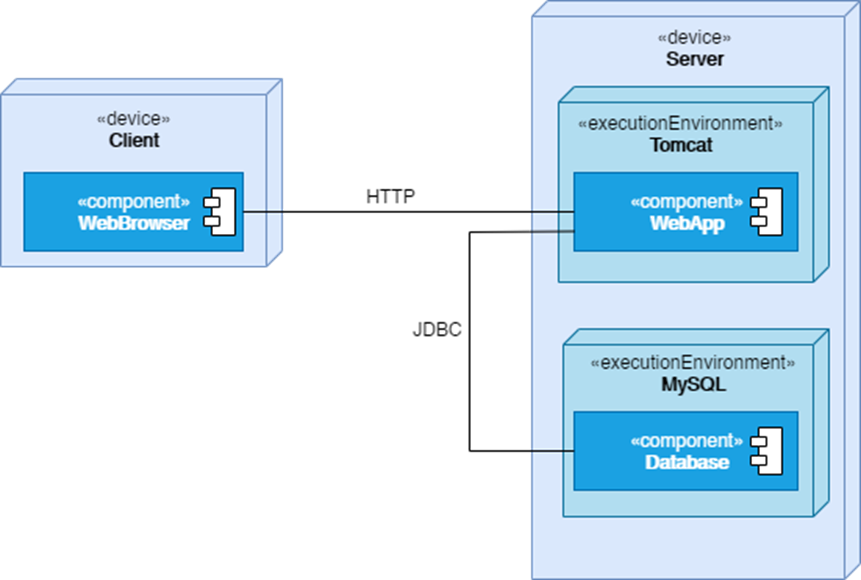 «device»
Client
«component»
WebBrowser
HTTP
JDBC
«device»
Server
«executionEnvironment»
Tomcat
«component»
WebApp
«executionEnvironment»
MySQL
«component»
Database